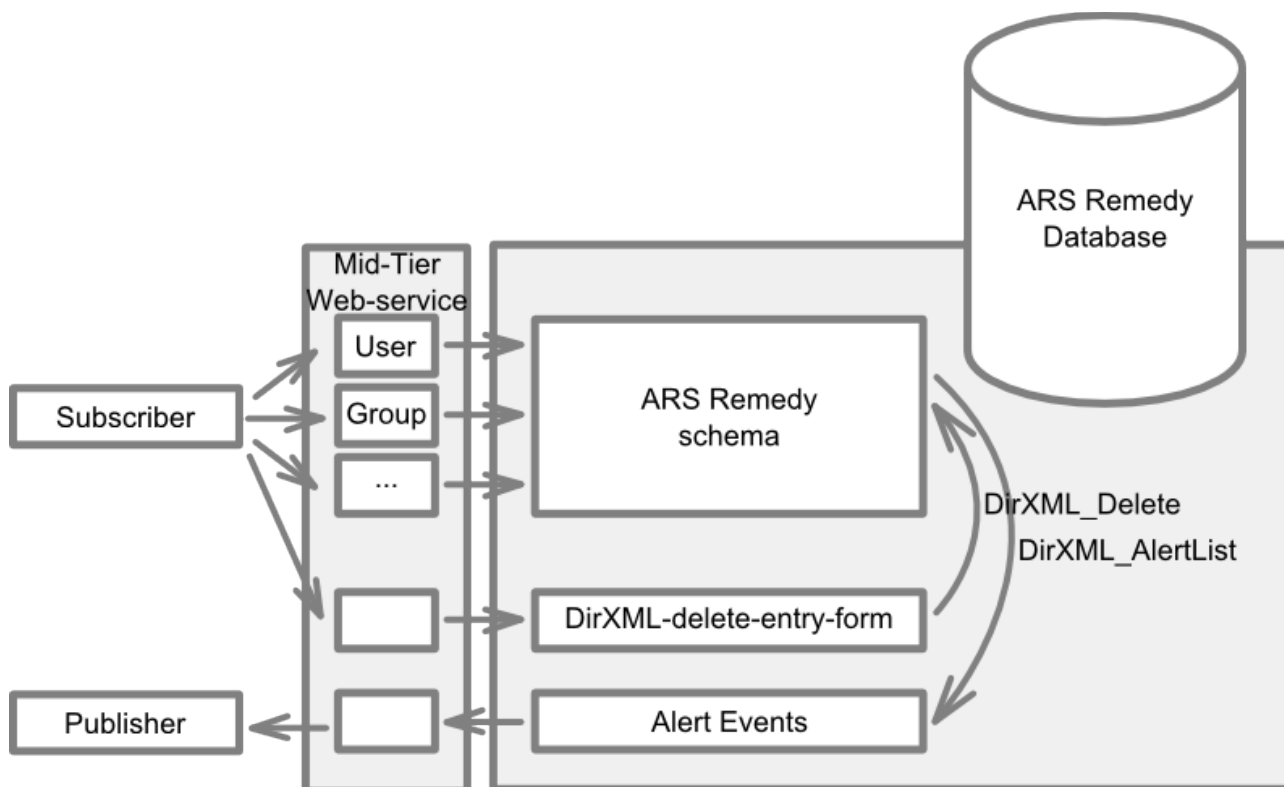 ARS Remedy
Database
Mid-Tier
Web-service
User
Subscriber
Group
ARS Remedy
schema
...
DirXML_Delete
DirXML_AlertList
DirXML-delete-entry-form
Publisher
Alert Events